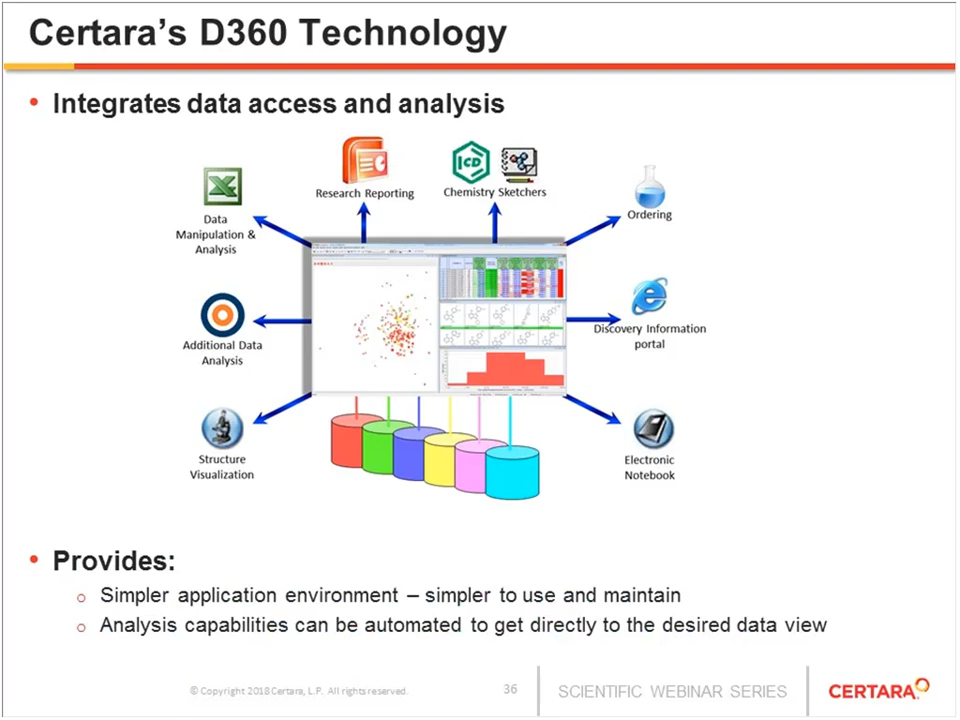 Certara’s D360 Technology
• Integrates data access and analysis
Research Reporting
ICD
Chemistry Sketchers
Data
Manipulation &
Analysis
Ordering
Additional Data
Analysis
Discovery Information
portal
Structure
Visualization
Electronic
Notebook
• Provides:
o Simpler application environment – simpler to use and maintain
o Analysis capabilities can be automated to get directly to the desired data view
© Copyright 2018 Certara, L.P. All rights reserved.
36
SCIENTIFIC WEBINAR SERIES
CERTARA